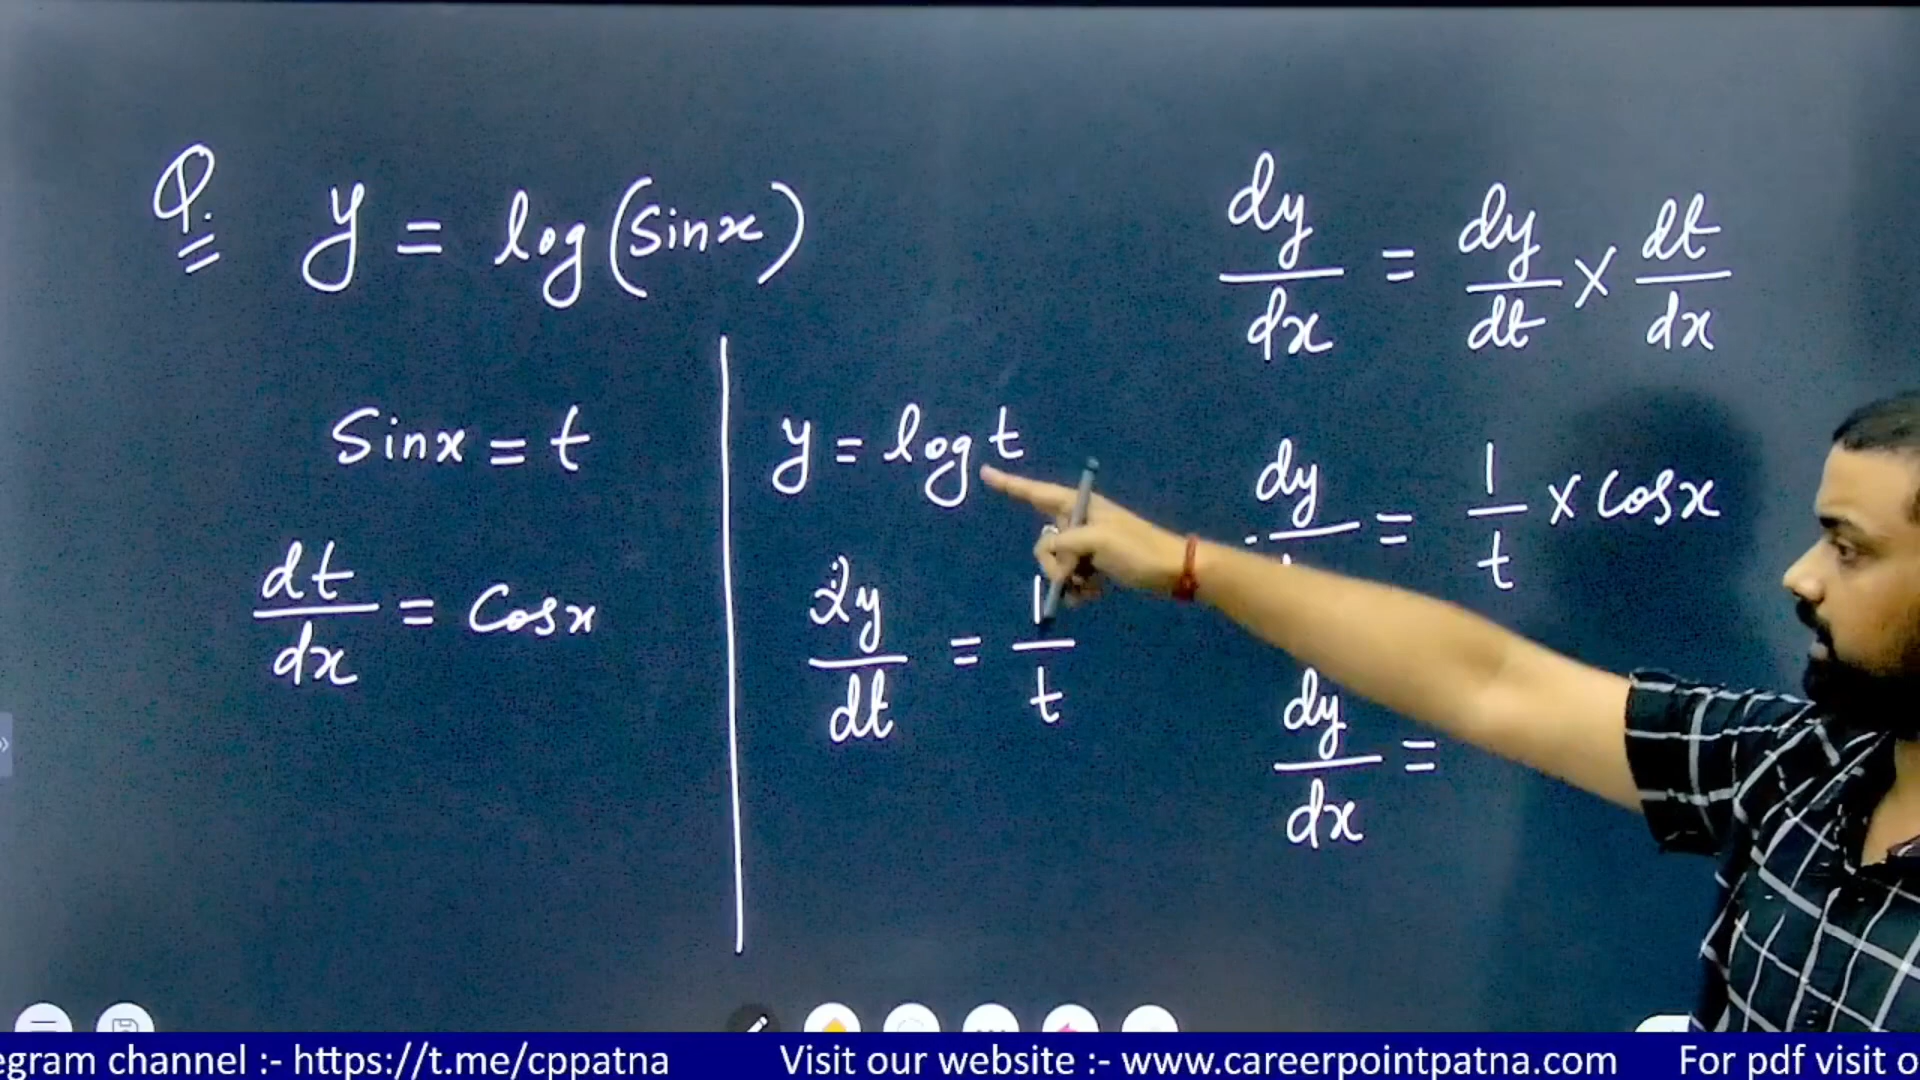 Q. y = log(sinx)
sinx = t
dt/dx = cosx
y = log t
dy/dt = 1/t
dy/dx = dy/dt × dt/dx
dy = 1/t × cosx
dy/dx =
egram channel :- https://t.me/cppatna Visit our website :- www.careerpointpatna.com For pdf visit o